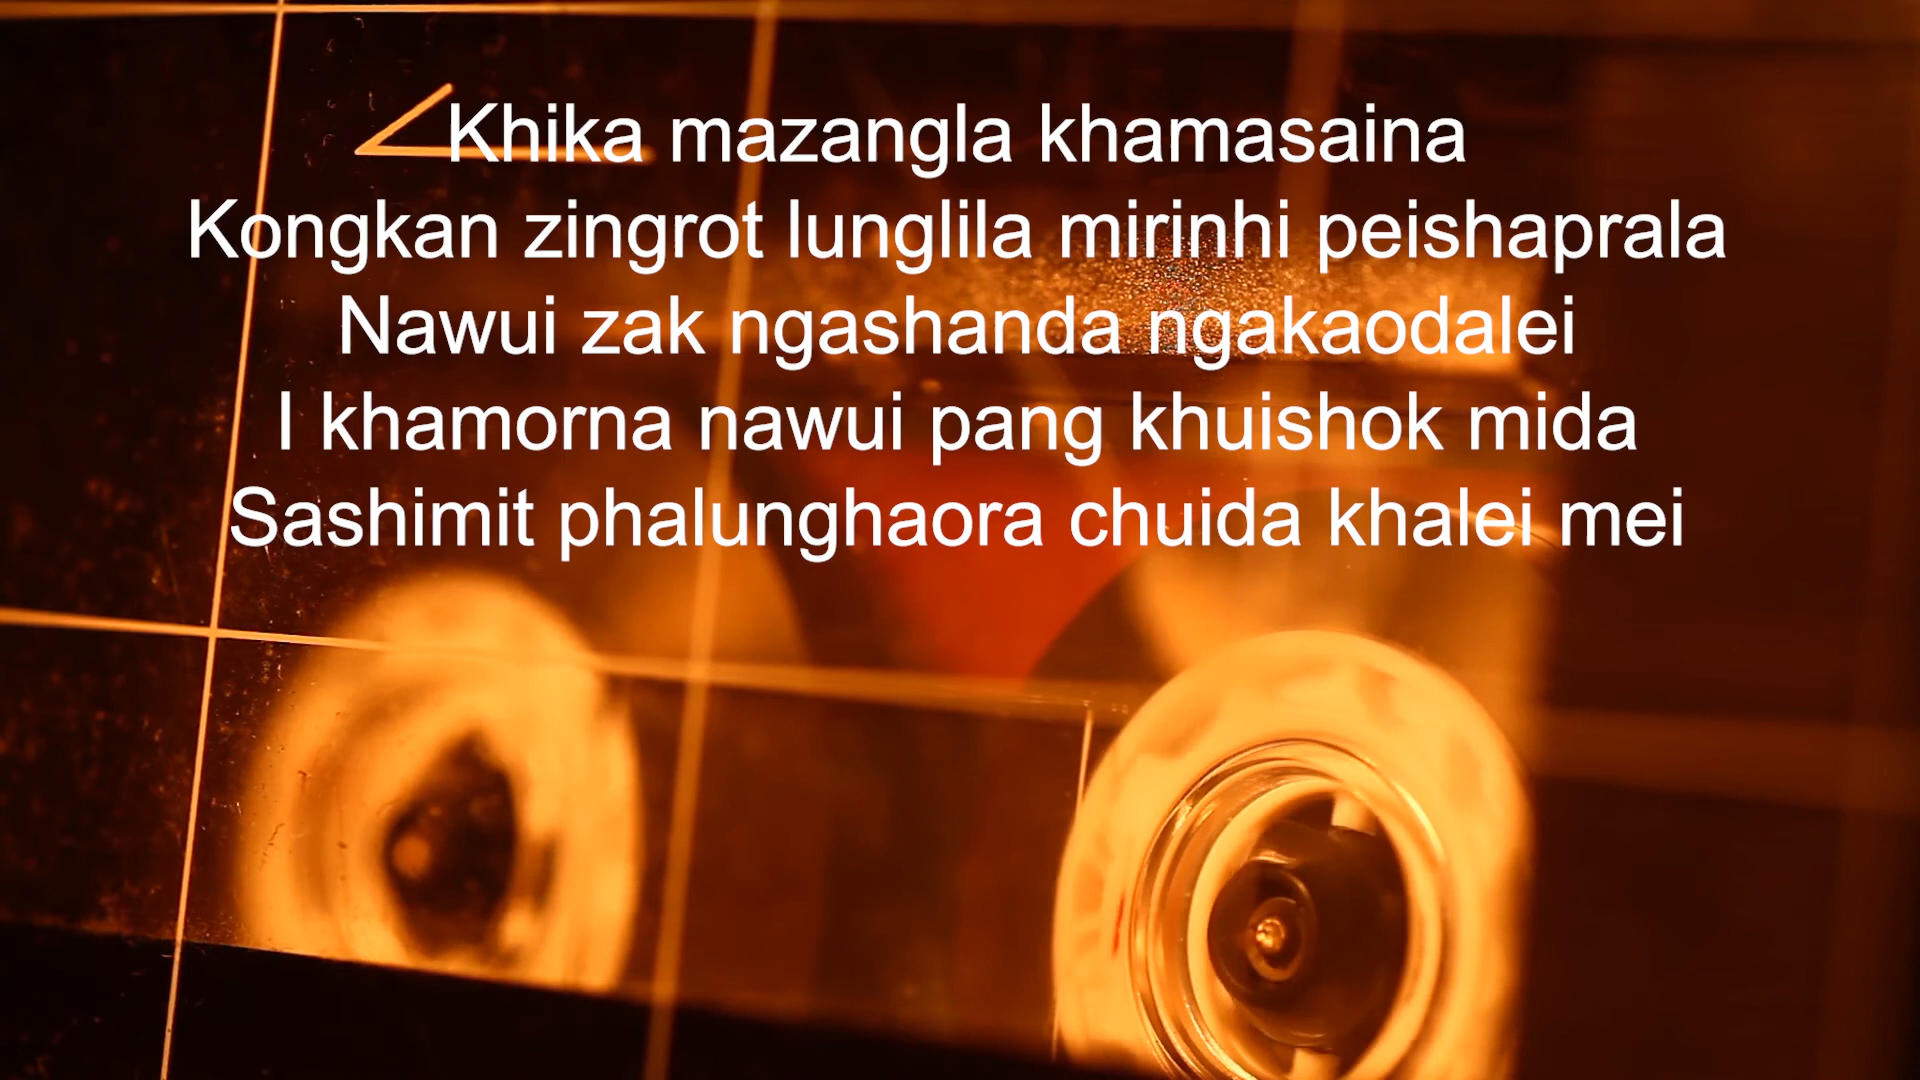 Khika mazangla khamasaina
Kongkan zingrot lunglila mirinhi peishaprala
Nawui zak ngashanda ngakaodalei
I khamorna nawui pang khuishok mida
Sashimit phalunghaora chuida khalei mei